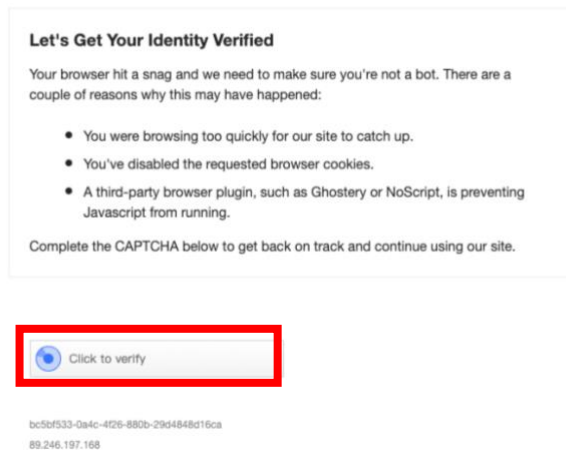 Let's Get Your Identity Verified
Your browser hit a snag and we need to make sure you're not a bot. There are a
couple of reasons why this may have happened:
You were browsing too quickly for our site to catch up.
You've disabled the requested browser cookies.
A third-party browser plugin, such as Ghostery or NoScript, is preventing
Javascript from running.
Complete the CAPTCHA below to get back on track and continue using our site.
Click to verify
bc5bf533-0a4c-4f26-880b-29d4848d16ca
89.246.197.168